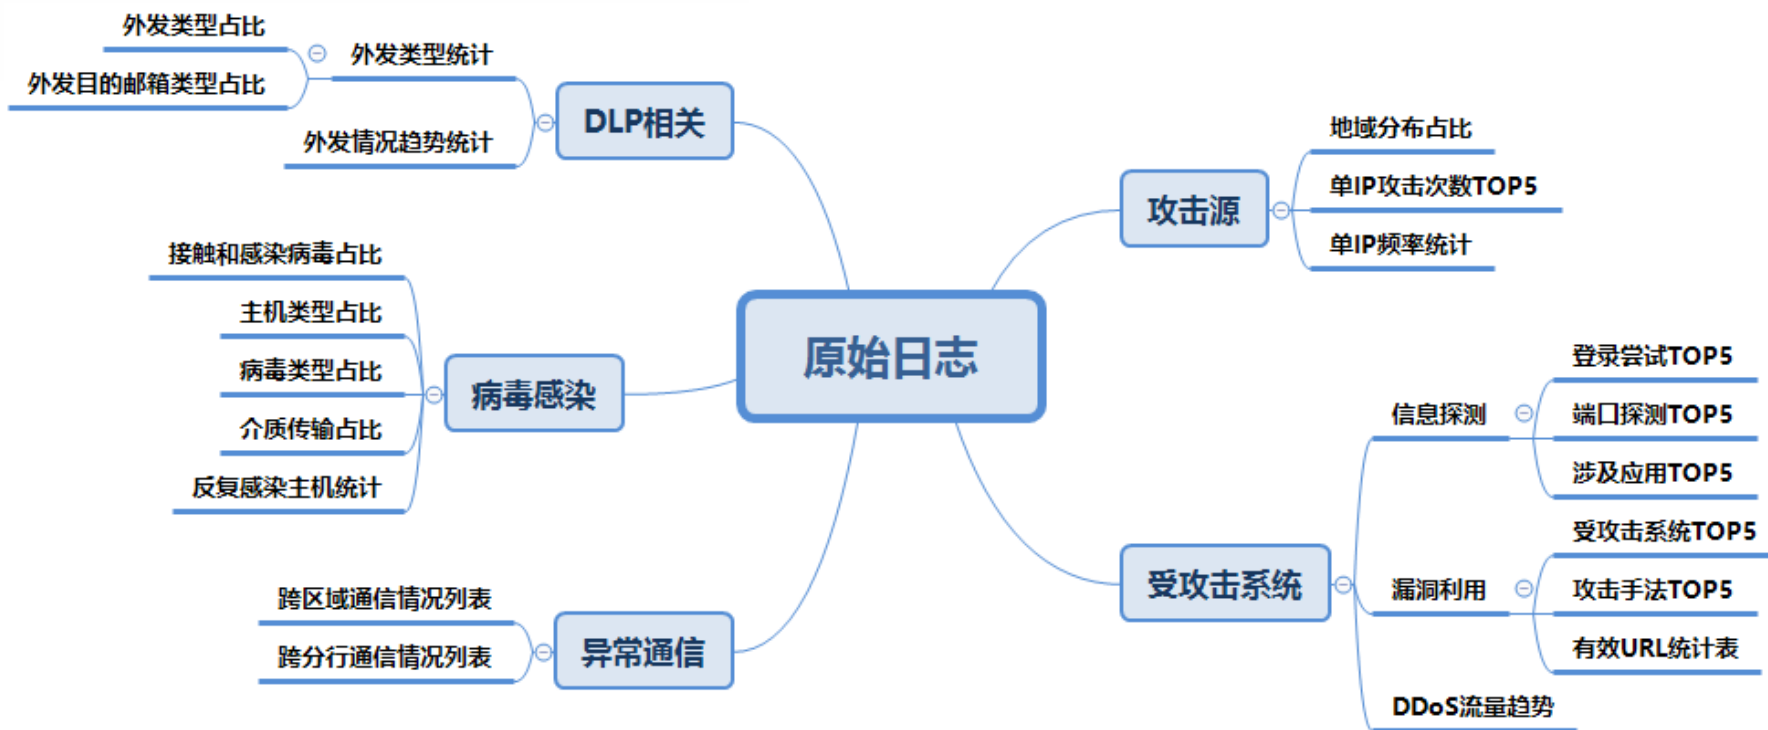 原始日志
DLP相关
外发类型统计
外发类型占比
外发目的邮箱类型占比
外发情况趋势统计
病毒感染
接触和感染病毒占比
主机类型占比
病毒类型占比
介质传输占比
反复感染主机统计
异常通信
跨区域通信情况列表
跨分行通信情况列表
攻击源
地域分布占比
单IP攻击次数TOP5
单IP频率统计
受攻击系统
信息探测
登录尝试TOP5
端口探测TOP5
涉及应用TOP5
漏洞利用
受攻击系统TOP5
攻击手法TOP5
有效URL统计表
DDoS流量趋势